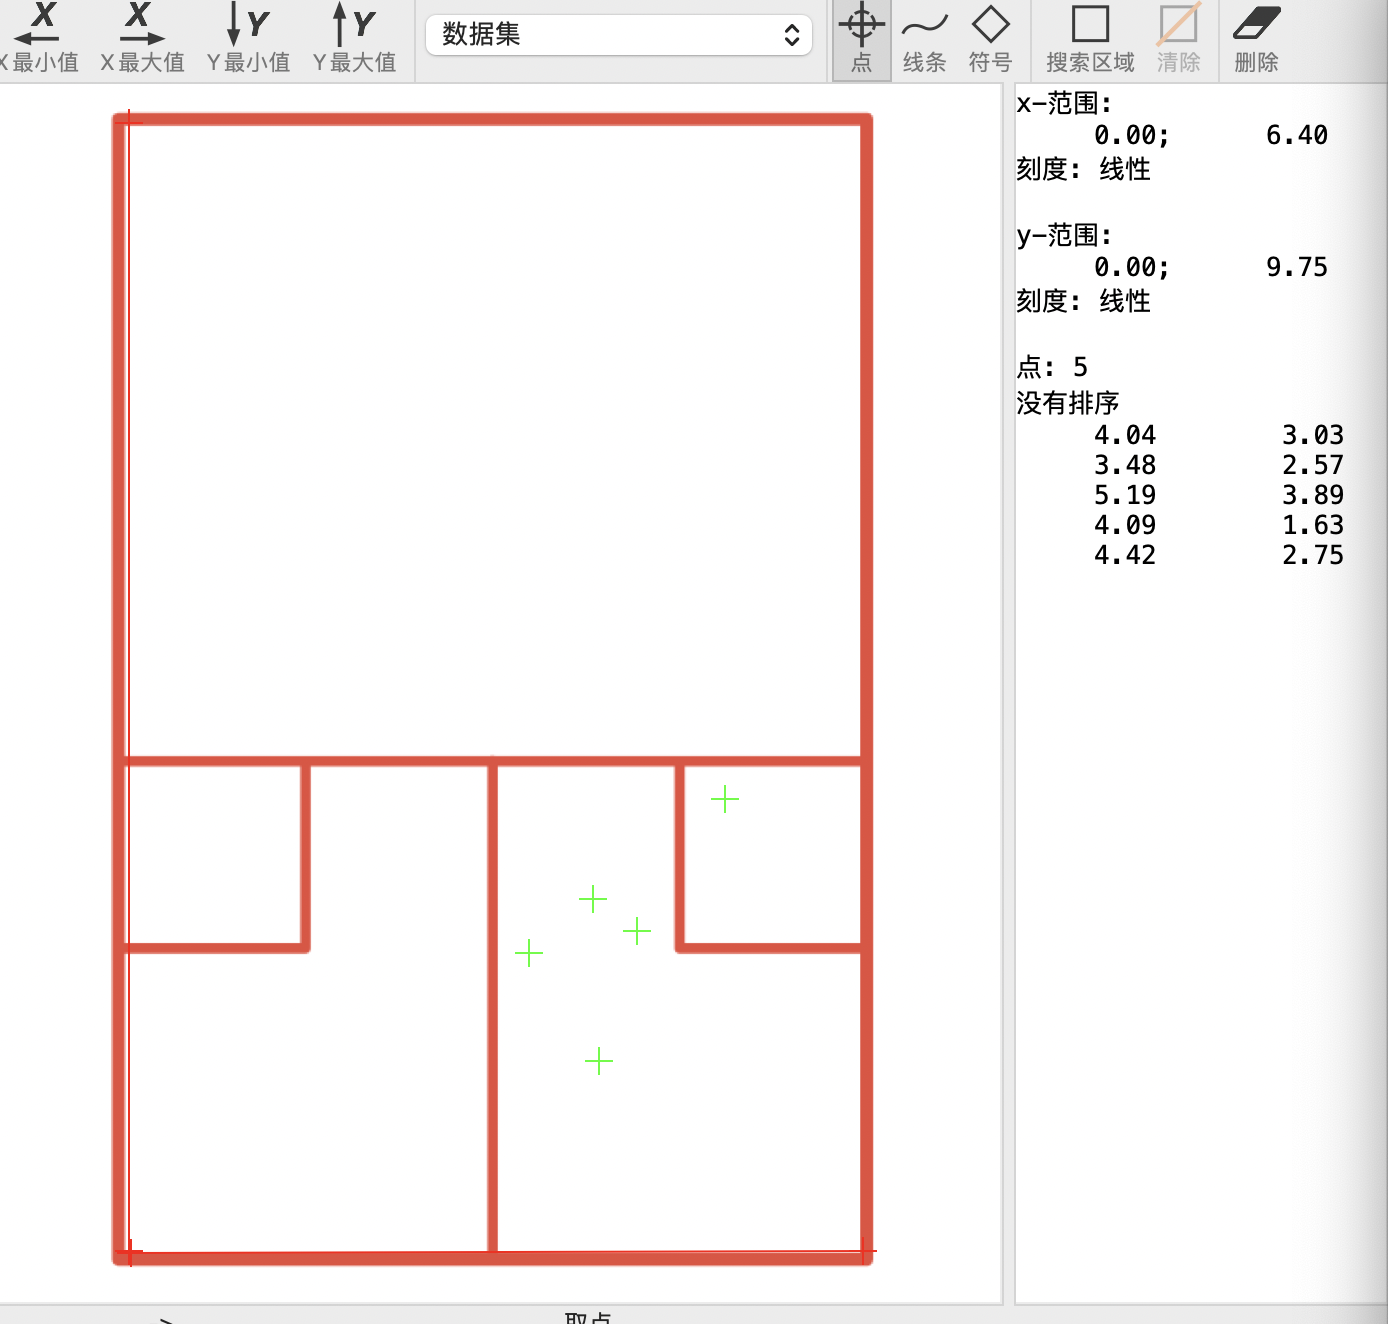 X Y X Y
X最小值 X最大值 Y最小值 Y最大值 数据集 点 线条 符号 搜索区域 清除 删除
x-范围:
0.00; 6.40
刻度: 线性
y-范围:
0.00; 9.75
刻度: 线性
点: 5
没有排序
4.04 3.03
3.48 2.57
5.19 3.89
4.09 1.63
4.42 2.75
取点